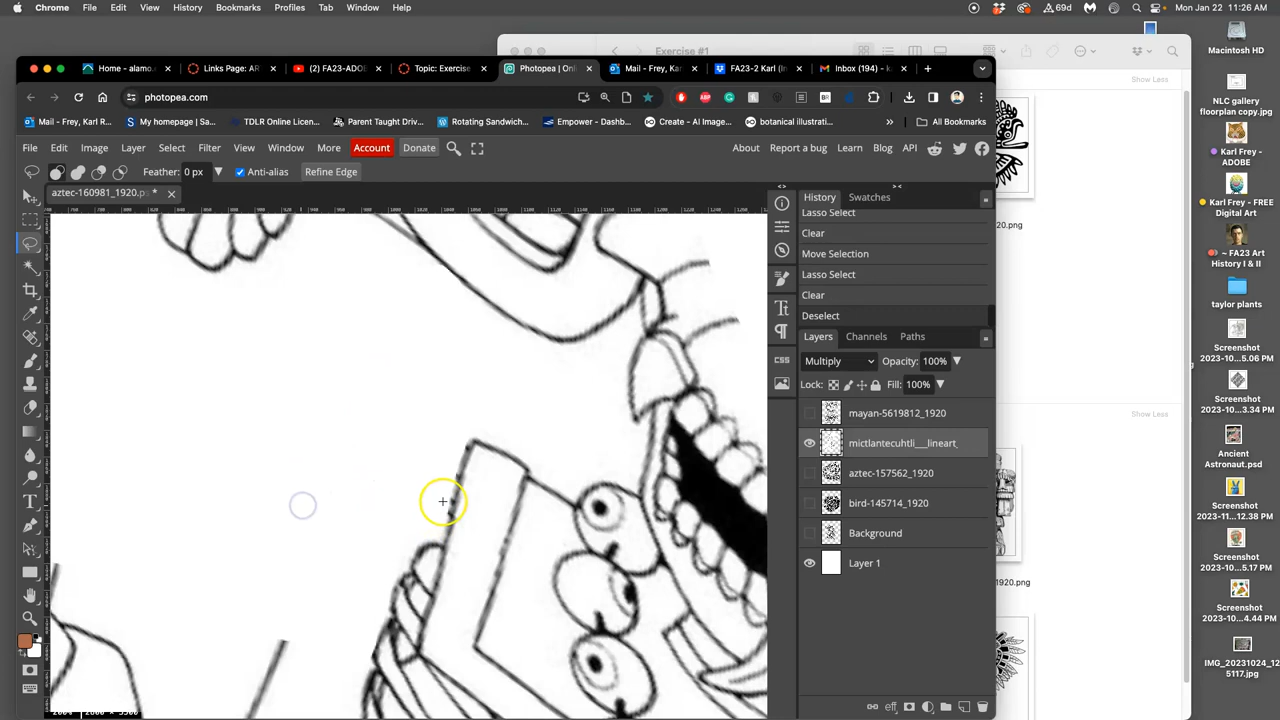 Chrome File Edit View History Bookmarks Profiles Tab Window Help 69d Mon Jan 22 11:26 AM
Exercise #1
Macintosh HD
Home - alamo. Links Page: AR (2) FA23-ADOB Topic: Exercise Photopea | Onl Mail - Frey, Ka FA23-2 Karl (In Inbox (194) - k
Show Less
photopea.com
NLC gallery
floorplan copy.jpg
Mail - Frey, Karl R... My homepage | Sa... TDLR Online Lo... Parent Taught Driv... Rotating Sandwich... Empower - Dashb... Create - AI Image... botanical illustrati... » All Bookmarks
File Edit Image Layer Select Filter View Window More Account Donate About Report a bug Learn Blog API
Karl Frey -
ADOBE
Feather: 0 px Anti-alias Refine Edge
aztec-160981_1920.ps *
History Swatches
Karl Frey - FREE
Digital Art
Lasso Select
Clear
Move Selection
Lasso Select
Clear
Deselect
20.png
~ FA23 Art
History I & II
taylor plants
Layers Channels Paths
Screenshot
2023-10...5.06 PM
CSS
Multiply Opacity: 100%
Lock: Fill: 100%
Screenshot
2023-10...3.34 PM
mayan-5619812_1920
Show Less
mictlantecuhtli___lineart_
aztec-157562_1920
Ancient
Astronaut.psd
bird-145714_1920
Background
Screenshot
2023-10...12.38 PM
Layer 1
Screenshot
2023-10...5.17 PM
1920.png
Screenshot
2023-10...4.44 PM
IMG_20231024_12
5117.jpg